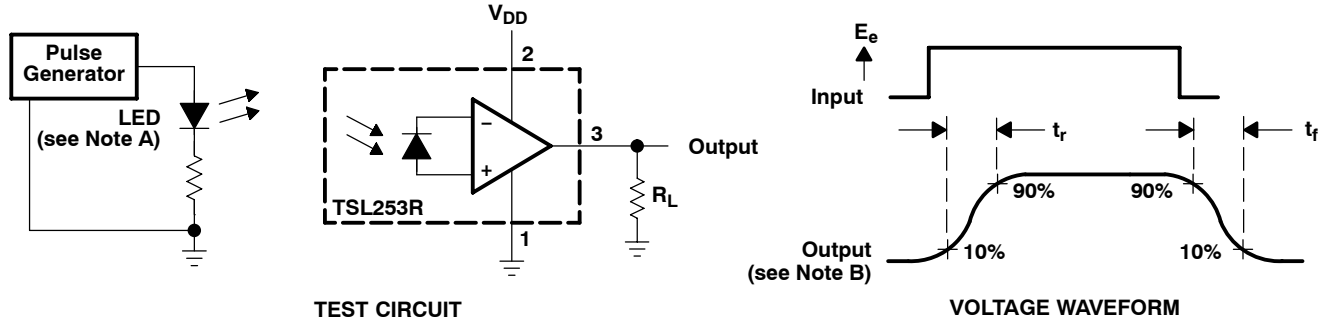 Pulse
Generator
LED
(see Note A)
TEST CIRCUIT
VDD
2
−
+
3
TSL253R
1
Output
RL
Ee
Input
tr
tf
90%
90%
Output
(see Note B)
10%
10%
VOLTAGE WAVEFORM